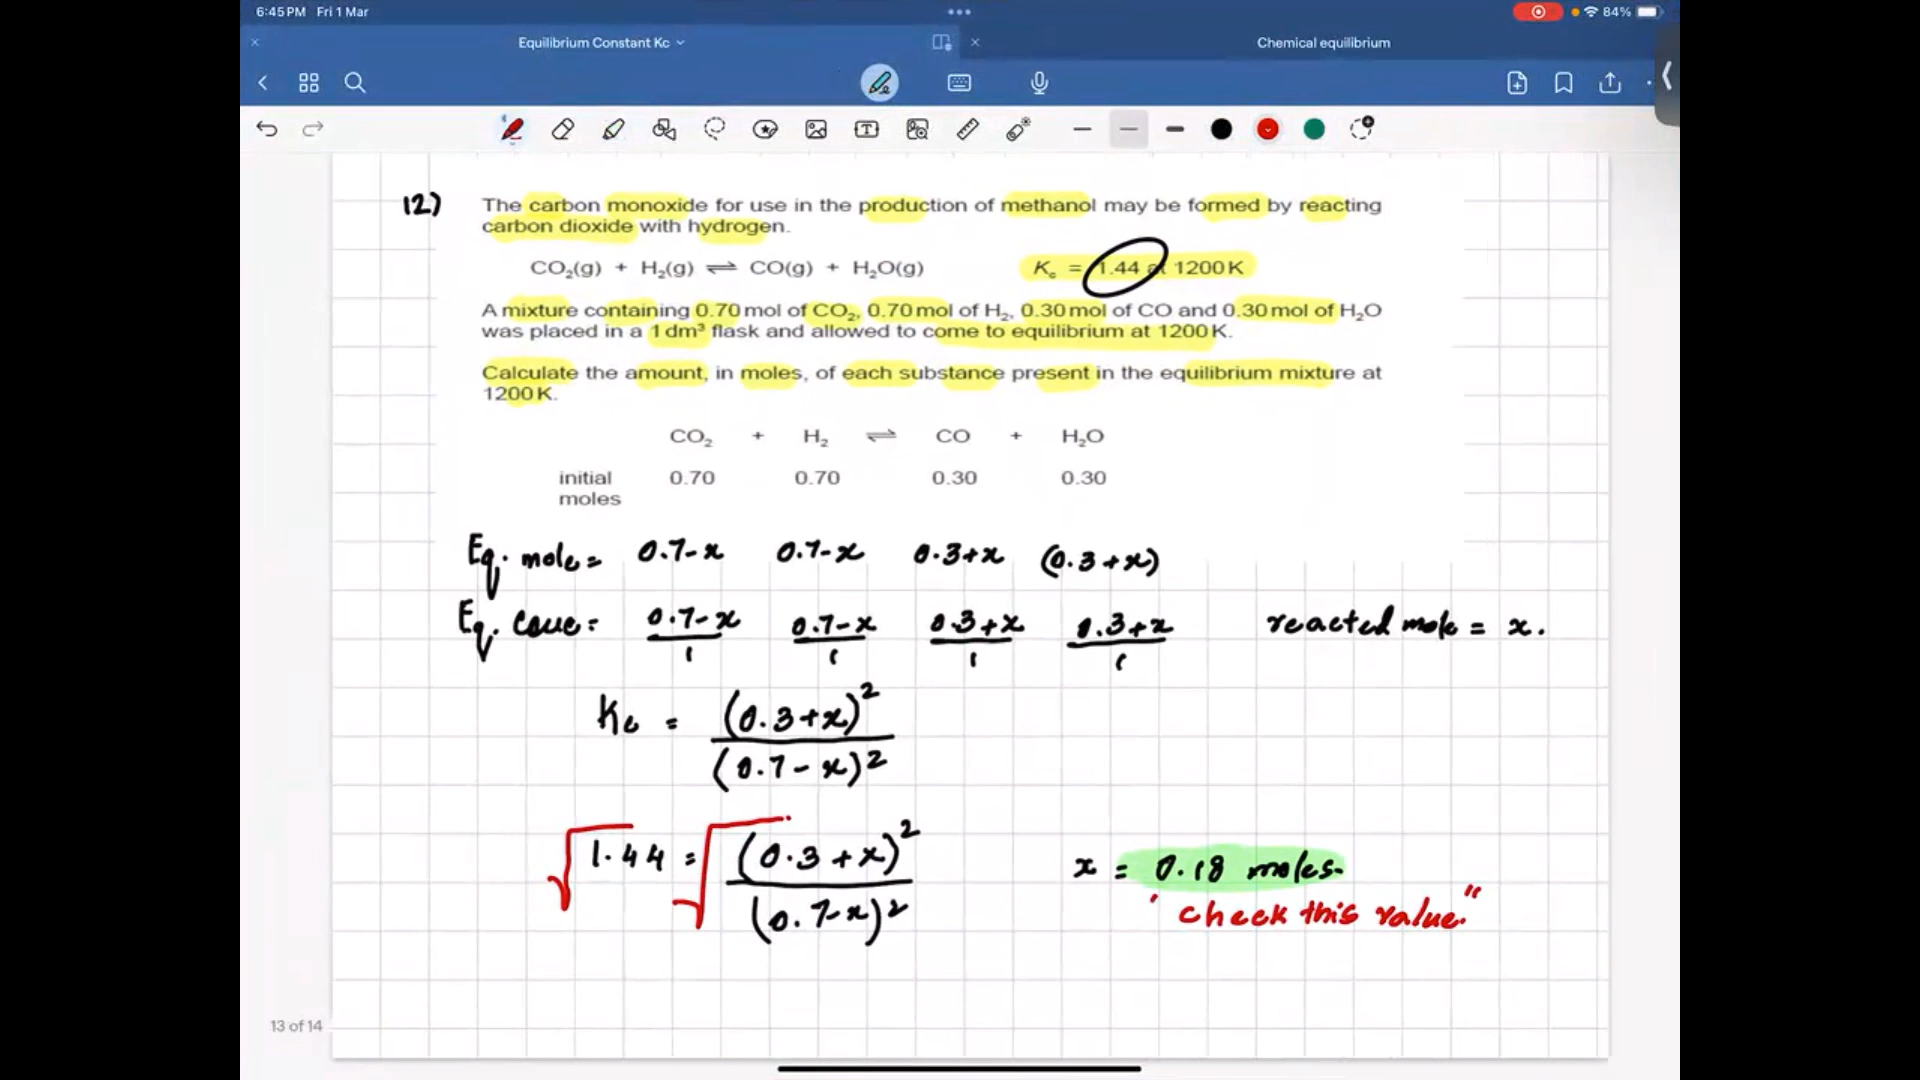 6:45 PM Fri 1 Mar
84%
Equilibrium Constant Kc
Chemical equilibrium
12) The carbon monoxide for use in the production of methanol may be formed by reacting
carbon dioxide with hydrogen.
CO₂(g) + H₂(g) ⇌ CO(g) + H₂O(g) K꜀ = 1.44 at 1200 K
A mixture containing 0.70 mol of CO₂, 0.70 mol of H₂, 0.30 mol of CO and 0.30 mol of H₂O
was placed in a 1 dm³ flask and allowed to come to equilibrium at 1200 K.
Calculate the amount, in moles, of each substance present in the equilibrium mixture at
1200 K.
CO₂ + H₂ ⇌ CO + H₂O
initial 0.70 0.70 0.30 0.30
moles
Eq. mole = 0.7-x 0.7-x 0.3+x (0.3+x)
Eq. conc = 0.7-x 0.7-x 0.3+x 0.3+x reacted mole = x.
1 1 1 1
Kc = (0.3+x)²
(0.7-x)²
√1.44 = √(0.3+x)²
(0.7-x)²
x = 0.18 moles.
"check this value."
13 of 14